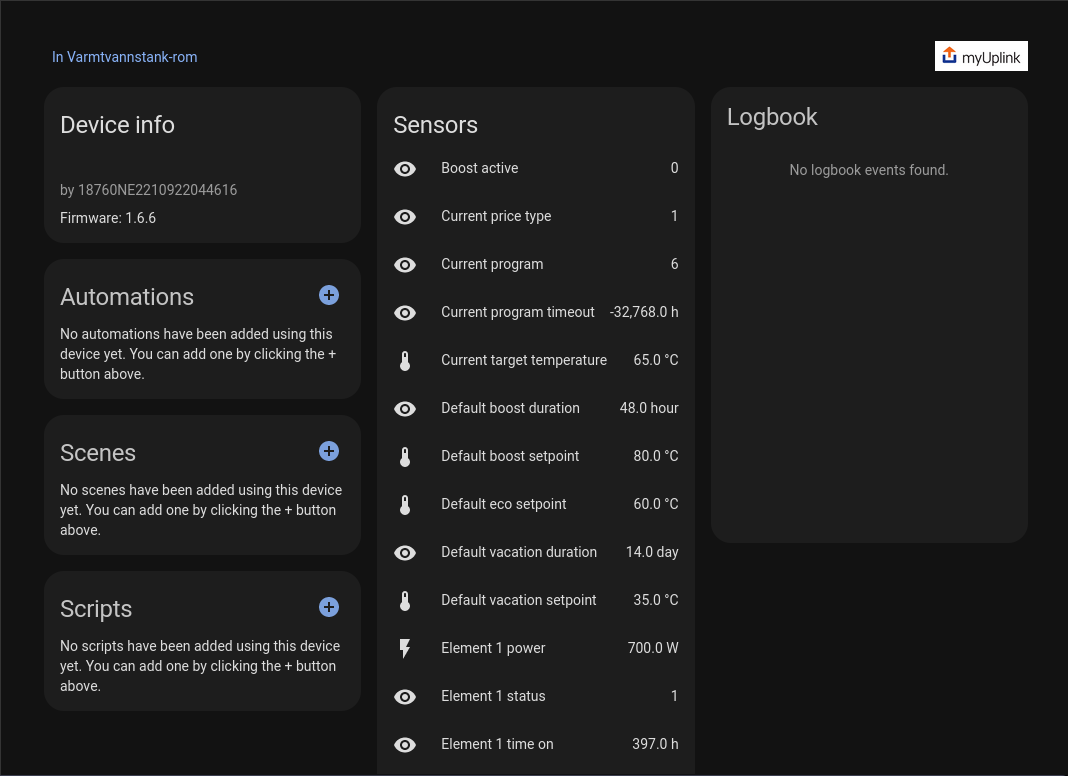 In Varmtvannstank-rom
myUplink
Device info
by 18760NE2210922044616
Firmware: 1.6.6
Automations
No automations have been added using this
device yet. You can add one by clicking the +
button above.
Scenes
No scenes have been added using this device
yet. You can add one by clicking the + button
above.
Scripts
No scripts have been added using this device
yet. You can add one by clicking the + button
above.
Sensors
Boost active 0
Current price type 1
Current program 6
Current program timeout -32,768.0 h
Current target temperature 65.0 °C
Default boost duration 48.0 hour
Default boost setpoint 80.0 °C
Default eco setpoint 60.0 °C
Default vacation duration 14.0 day
Default vacation setpoint 35.0 °C
Element 1 power 700.0 W
Element 1 status 1
Element 1 time on 397.0 h
Logbook
No logbook events found.